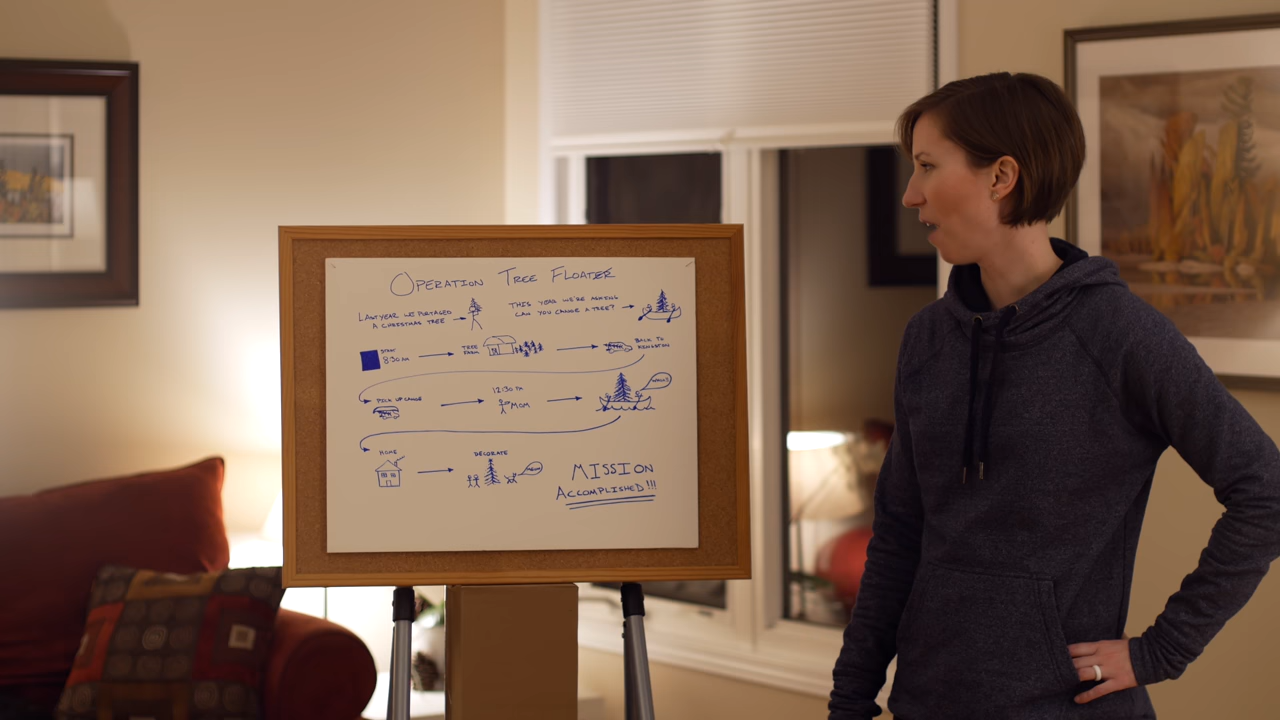 OPERATION TREE FLOATER
LAST YEAR WE PORTAGED
A CHRISTMAS TREE
THIS YEAR WE'RE ASKING
CAN YOU CANOE A TREE?
START
8:30 AM
TREE
FARM
BACK TO
KINGSTON
PICK UP CANOE
12:30 PM
MOM
HOME
DECORATE
MISSION
ACCOMPLISHED!!!